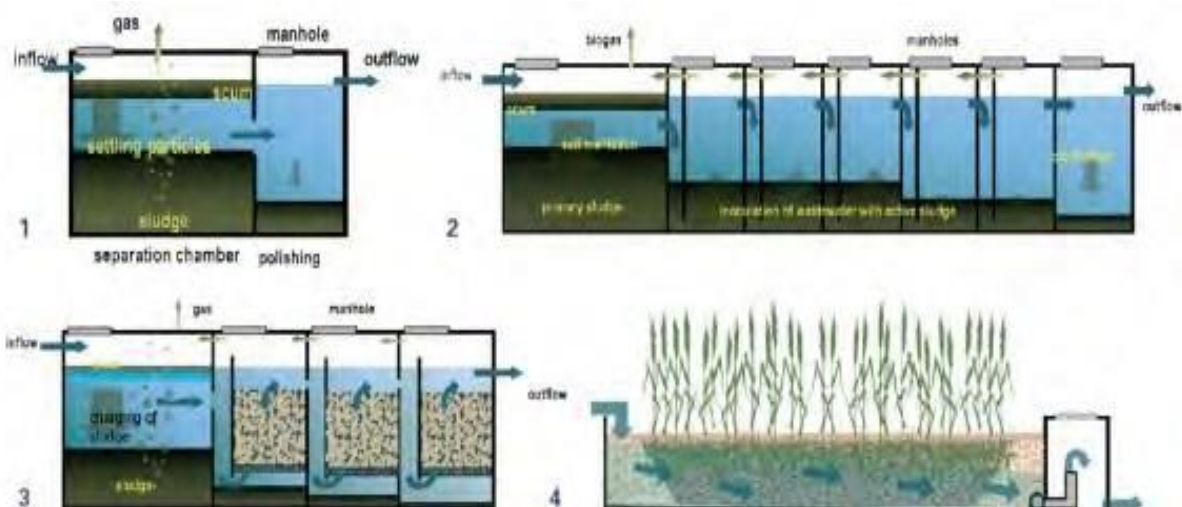 gas
manhole
inflow
outflow
scum
settling particles
sludge
1
separation chamber
polishing
biogas
manholes
inflow
outflow
scum
primary sludge
inoculation of wastewater with active sludge
2
gas
manhole
inflow
outflow
sludge
3
4